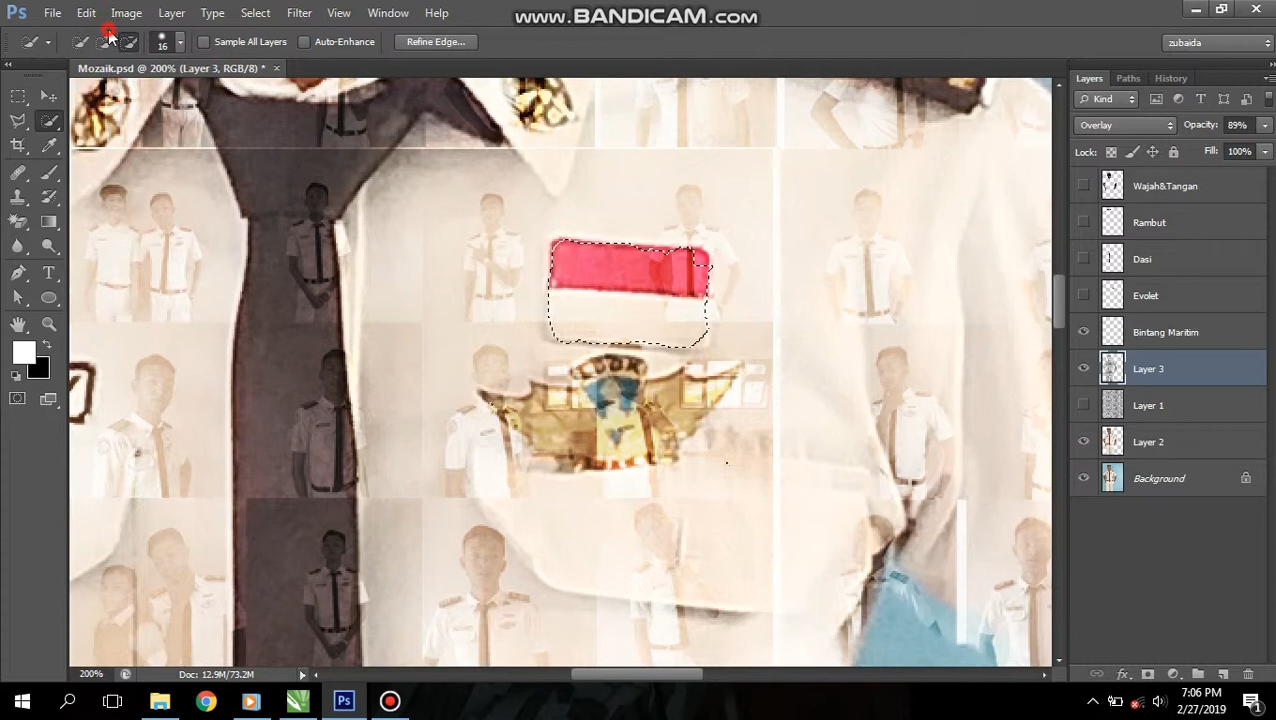 Ps File Edit Image Layer Type Select Filter View Window Help
www.BANDICAM.com
16 Sample All Layers Auto-Enhance Refine Edge... zubaida
Mozaik.psd @ 200% (Layer 3, RGB/8) *
Layers Paths History
Kind
Overlay Opacity: 89%
Lock: Fill: 100%
Wajah&Tangan
Rambut
Dasi
Evolet
Bintang Maritim
Layer 3
Layer 1
Layer 2
Background
200% Doc: 12.9M/73.2M
Ps
7:06 PM
2/27/2019
1